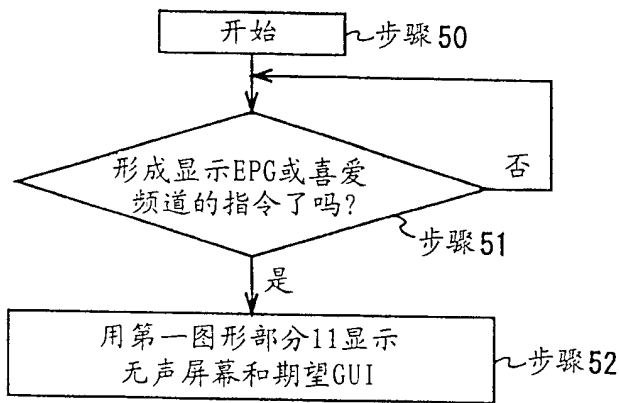 开始
步骤50
形成显示EPG或喜爱
频道的指令了吗?
否
步骤51
是
用第一图形部分11显示
无声屏幕和期望GUI
步骤52